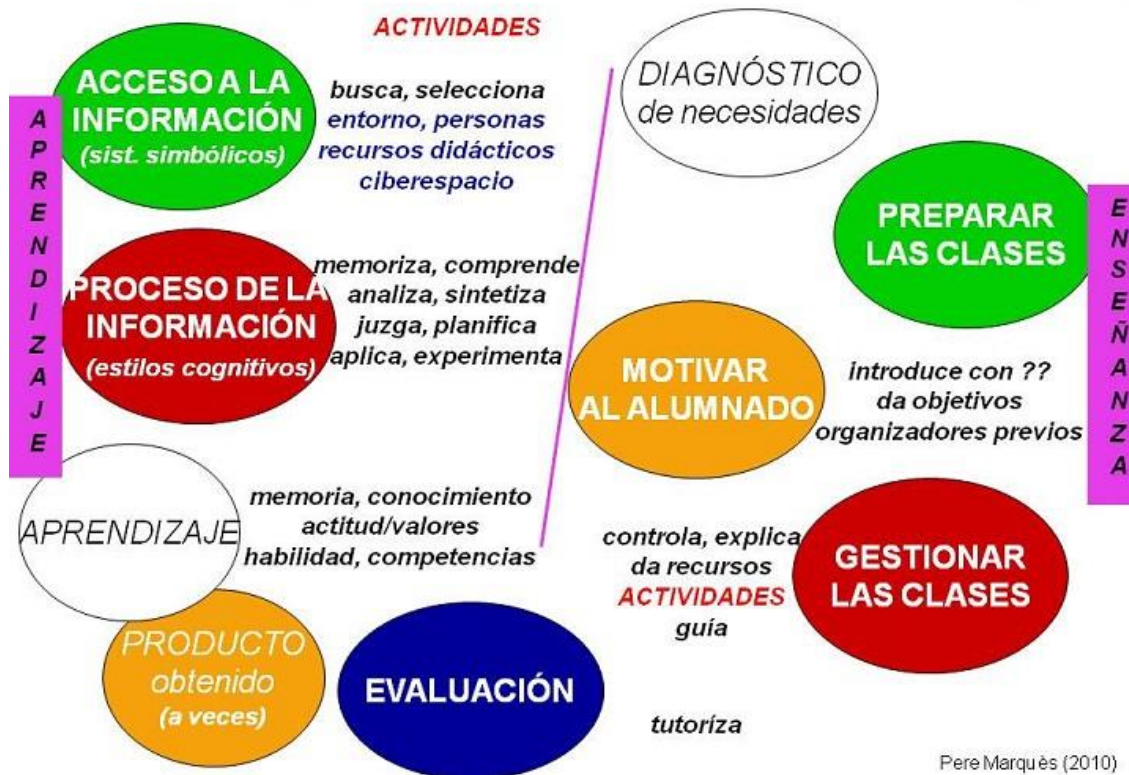 ACTIVIDADES
APRENDIZAJE
ACCESO A LA
INFORMACIÓN
(sist. simbólicos)
busca, selecciona
entorno, personas
recursos didácticos
ciberespacio
PROCESO DE LA
INFORMACIÓN
(estilos cognitivos)
memoriza, comprende
analiza, sintetiza
juzga, planifica
aplica, experimenta
APRENDIZAJE
memoria, conocimiento
actitud/valores
habilidad, competencias
PRODUCTO
obtenido
(a veces)
EVALUACIÓN
DIAGNÓSTICO
de necesidades
ENSEÑANZA
PREPARAR
LAS CLASES
MOTIVAR
AL ALUMNADO
introduce con ??
da objetivos
organizadores previos
controla, explica
da recursos
ACTIVIDADES
guía
GESTIONAR
LAS CLASES
tutoríza
Pere Marquès (2010)